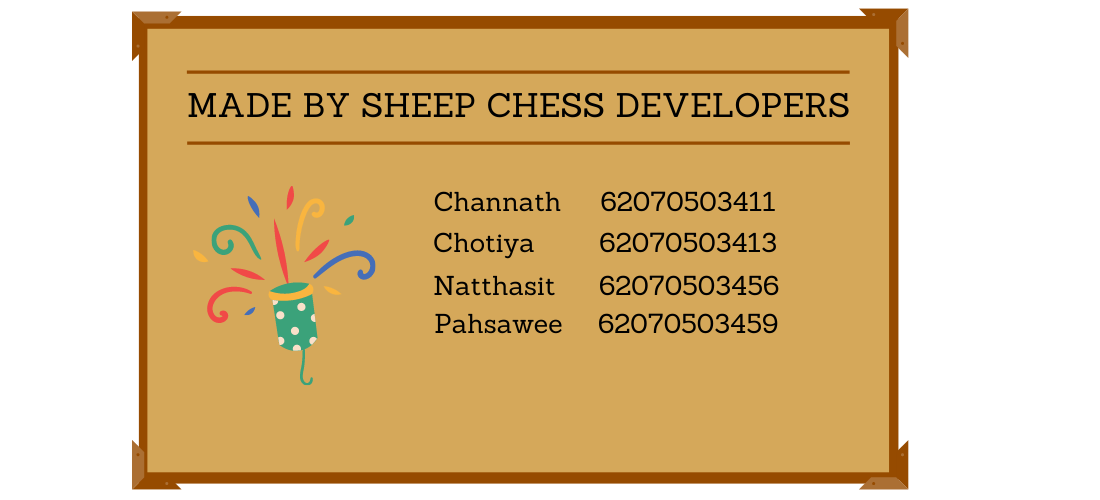 MADE BY SHEEP CHESS DEVELOPERS
Channath 62070503411
Chotiya 62070503413
Natthasit 62070503456
Pahsawee 62070503459